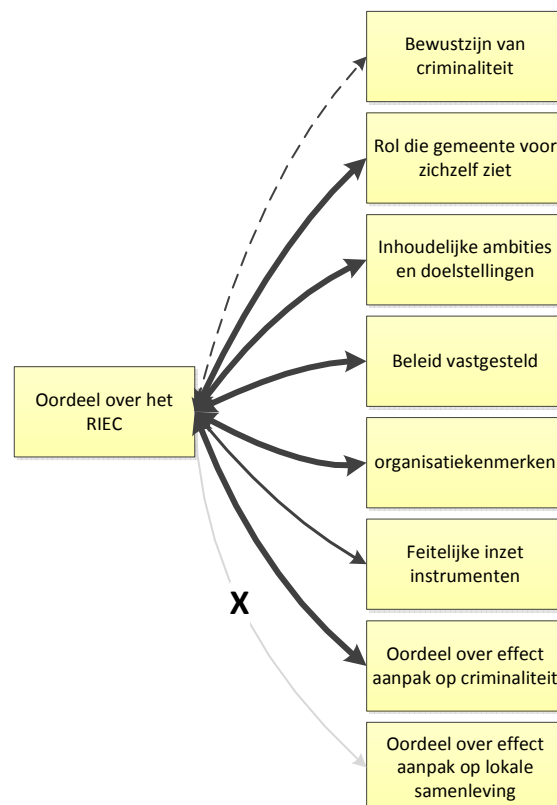 Bewustzijn van
criminaliteit
Rol die gemeente voor
zichzelf ziet
Inhoudelijke ambities
en doelstellingen
Beleid vastgesteld
Oordeel over het
RIEC
organisatiekenmerken
Feitelijke inzet
instrumenten
X
Oordeel over effect
aanpak op criminaliteit
Oordeel over effect
aanpak op lokale
samenleving